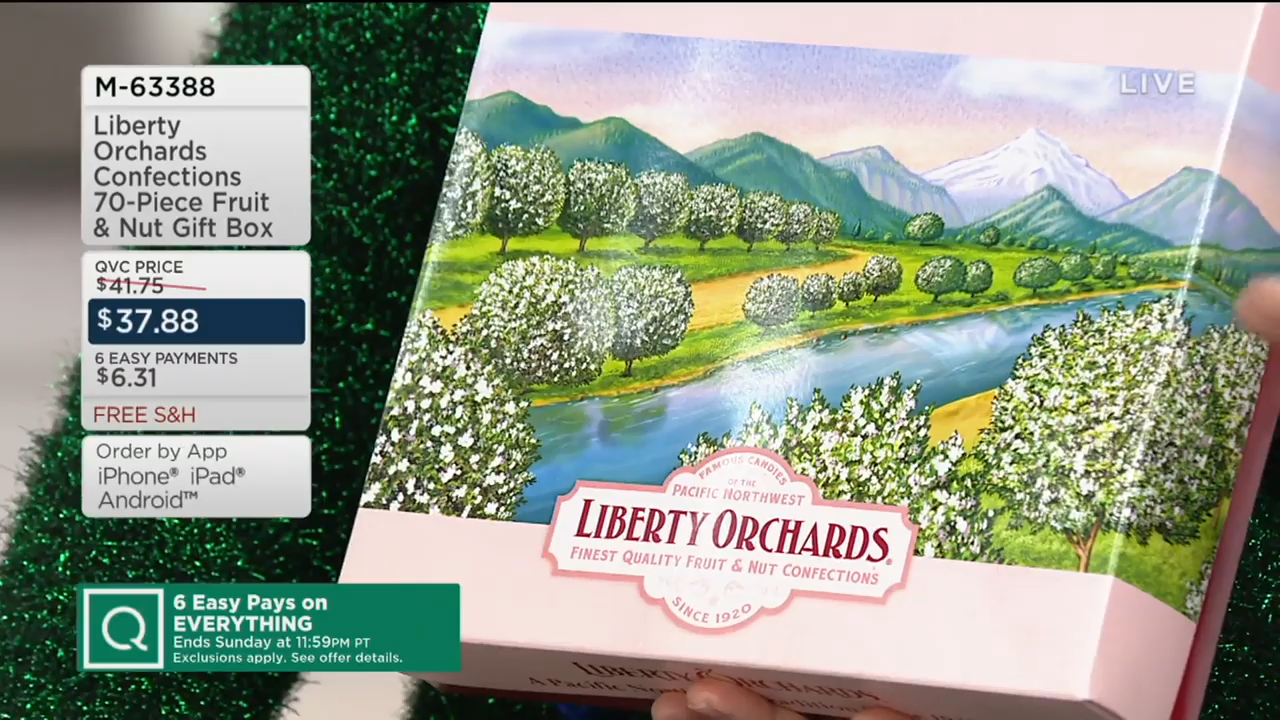 M-63388
Liberty
Orchards
Confections
70-Piece Fruit
& Nut Gift Box
QVC PRICE
$41.75
$37.88
6 EASY PAYMENTS
$6.31
FREE S&H
Order by App
iPhone® iPad®
Android™
6 Easy Pays on
EVERYTHING
Ends Sunday at 11:59PM PT
Exclusions apply. See offer details.
LIVE
FAMOUS CANDIES
OF THE
PACIFIC NORTHWEST
LIBERTY ORCHARDS®
FINEST QUALITY FRUIT & NUT CONFECTIONS
SINCE 1920
LIBERTY ORCHARDS
A Pacific